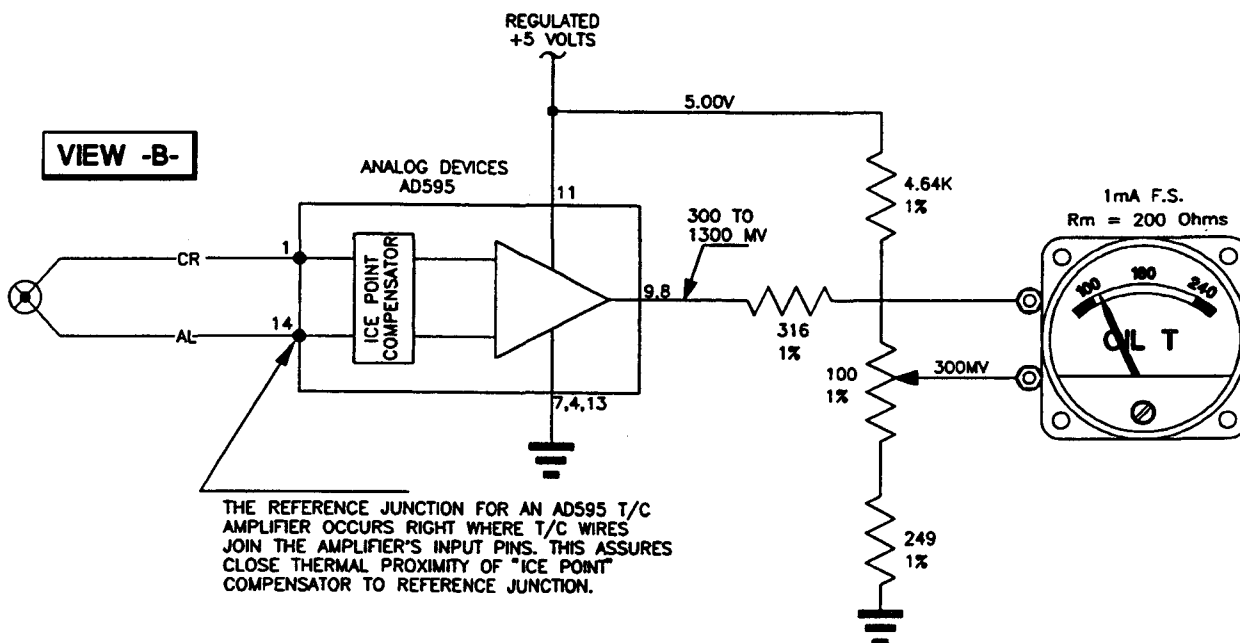 REGULATED
+5 VOLTS
5.00V
VIEW -B-
ANALOG DEVICES
AD595
11
4.64K
1%
1mA F.S.
Rm = 200 Ohms
300 TO
1300 MV
CR
1
ICE POINT
COMPENSATOR
9,8
100
180
240
OIL T
AL
14
316
1%
100
1%
300MV
7,4,13
THE REFERENCE JUNCTION FOR AN AD595 T/C
AMPLIFIER OCCURS RIGHT WHERE T/C WIRES
JOIN THE AMPLIFIER'S INPUT PINS. THIS ASSURES
CLOSE THERMAL PROXIMITY OF "ICE POINT"
COMPENSATOR TO REFERENCE JUNCTION.
249
1%